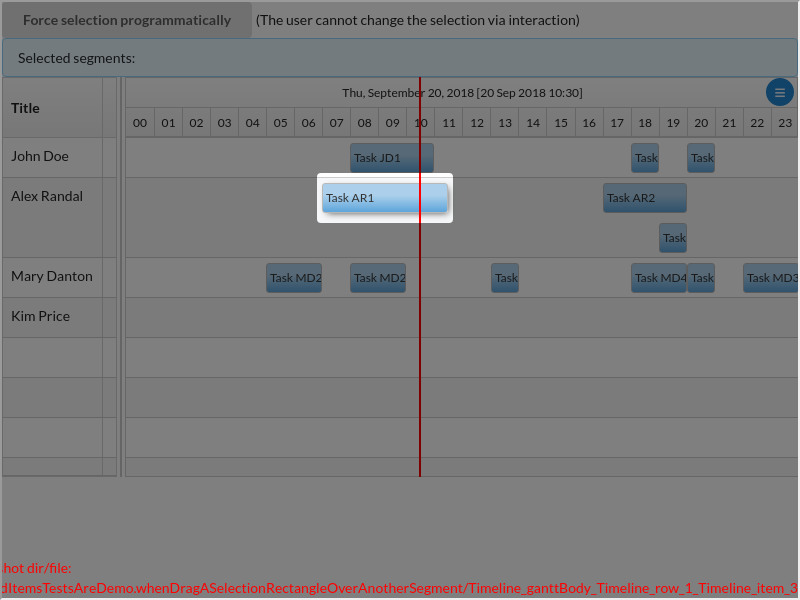 Force selection programmatically (The user cannot change the selection via interaction)
Selected segments:
Title
Thu, September 20, 2018 [20 Sep 2018 10:30]
00 01 02 03 04 05 06 07 08 09 10 11 12 13 14 15 16 17 18 19 20 21 22 23
John Doe Task JD1 Task Task
Alex Randal Task AR1 Task AR2
Task
Mary Danton Task MD2 Task MD2 Task Task MD4 Task Task MD3
Kim Price
hot dir/file:
dItemsTestsAreDemo.whenDragASelectionRectangleOverAnotherSegment/Timeline_ganttBody_Timeline_row_1_Timeline_item_3